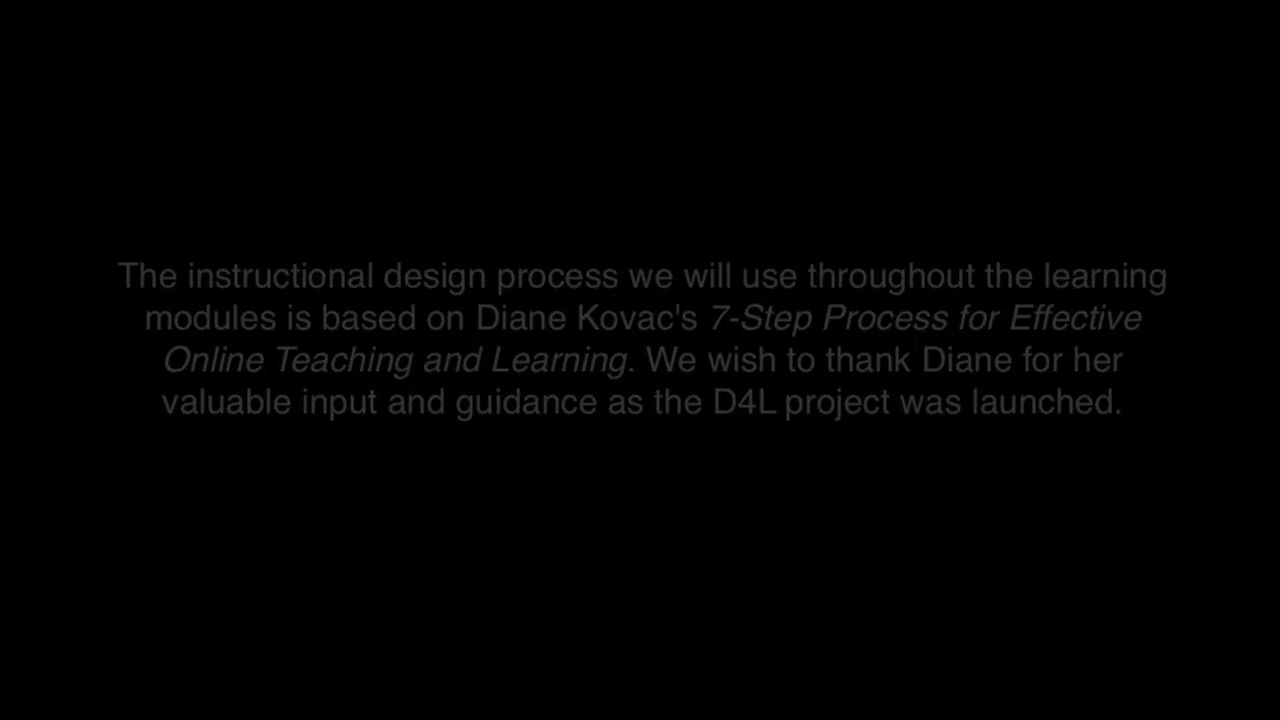 The instructional design process we will use throughout the learning
modules is based on Diane Kovac's 7-Step Process for Effective
Online Teaching and Learning. We wish to thank Diane for her
valuable input and guidance as the D4L project was launched.